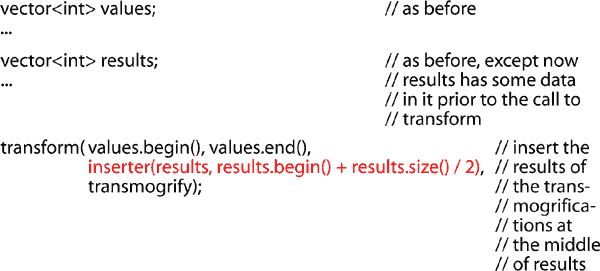 vector<int> values; // as before
...
vector<int> results; // as before, except now
... // results has some data
// in it prior to the call to
// transform
transform( values.begin(), values.end(), // insert the
inserter(results, results.begin() + results.size() / 2), // results of
transmogrify); // the trans-
// mogrifica-
// tions at
// the middle
// of results